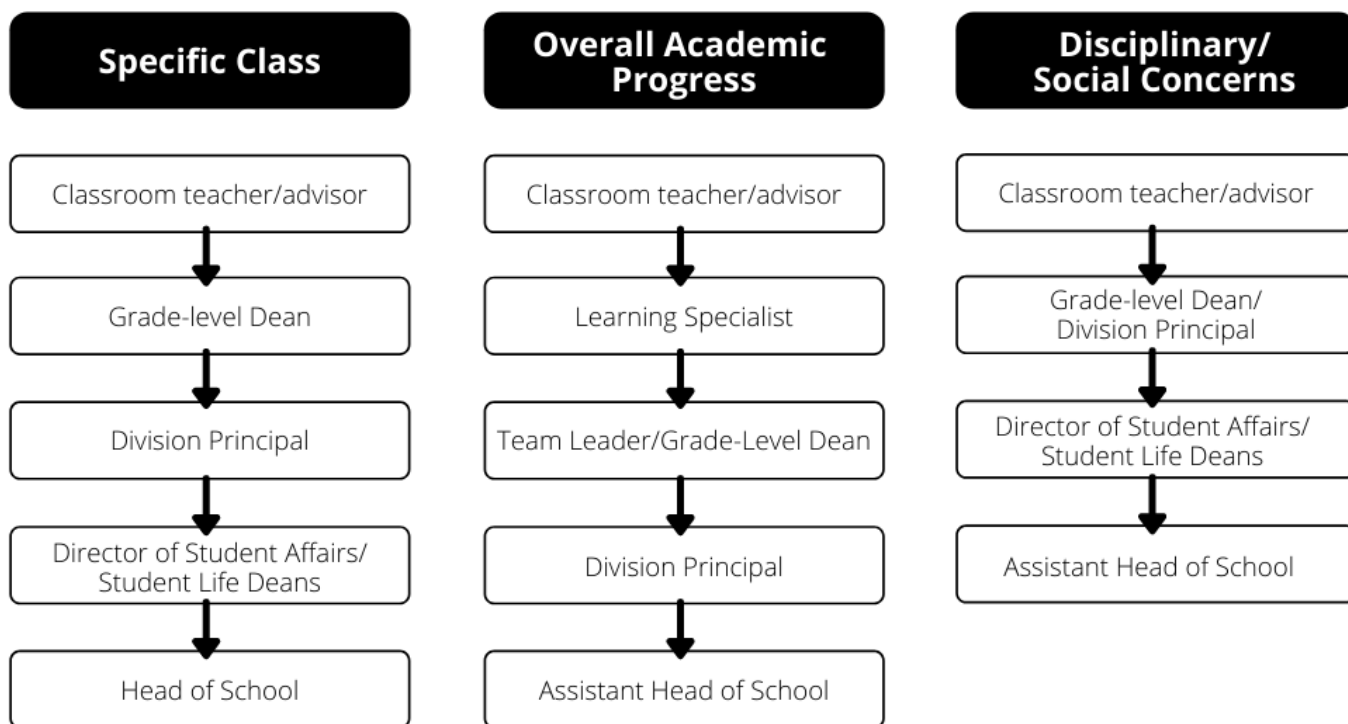 Specific Class
Classroom teacher/advisor
Grade-level Dean
Division Principal
Director of Student Affairs/
Student Life Deans
Head of School
Overall Academic
Progress
Classroom teacher/advisor
Learning Specialist
Team Leader/Grade-Level Dean
Division Principal
Assistant Head of School
Disciplinary/
Social Concerns
Classroom teacher/advisor
Grade-level Dean/
Division Principal
Director of Student Affairs/
Student Life Deans
Assistant Head of School